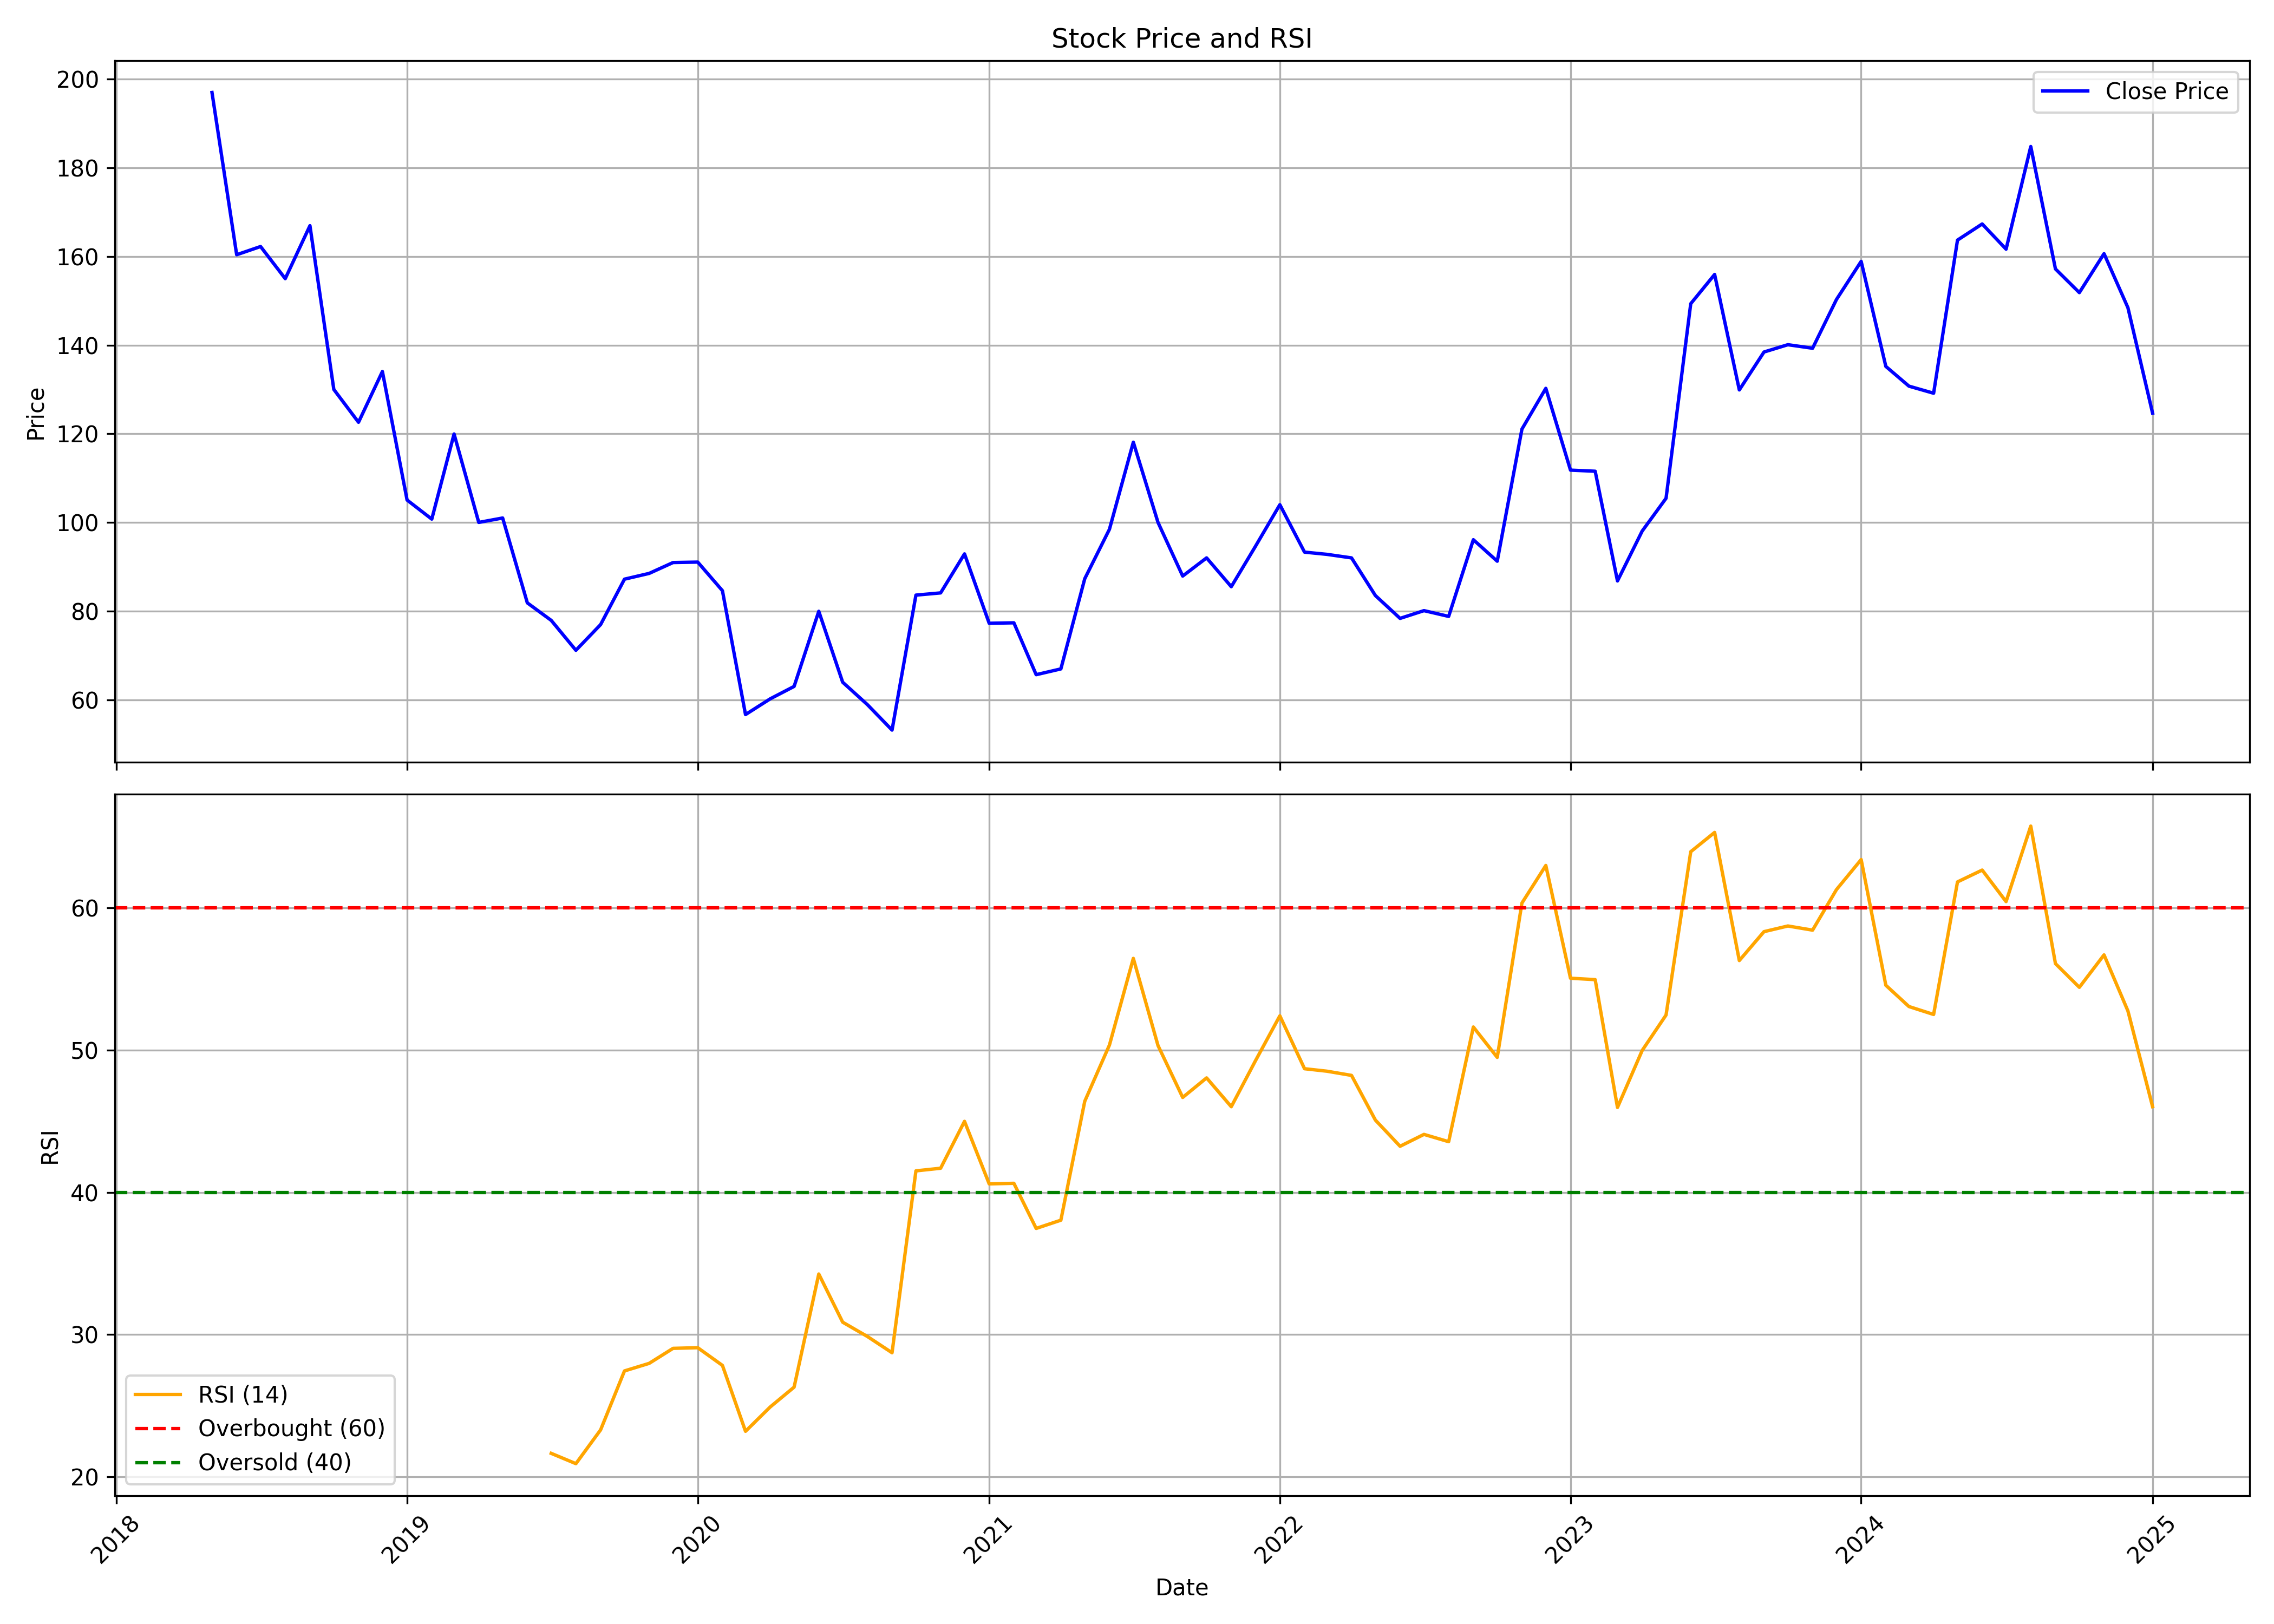 Stock Price and RSI
Price
200
180
160
140
120
100
80
60
Close Price
RSI
60
50
40
30
20
RSI (14)
Overbought (60)
Oversold (40)
2018
2019
2020
2021
2022
2023
2024
2025
Date